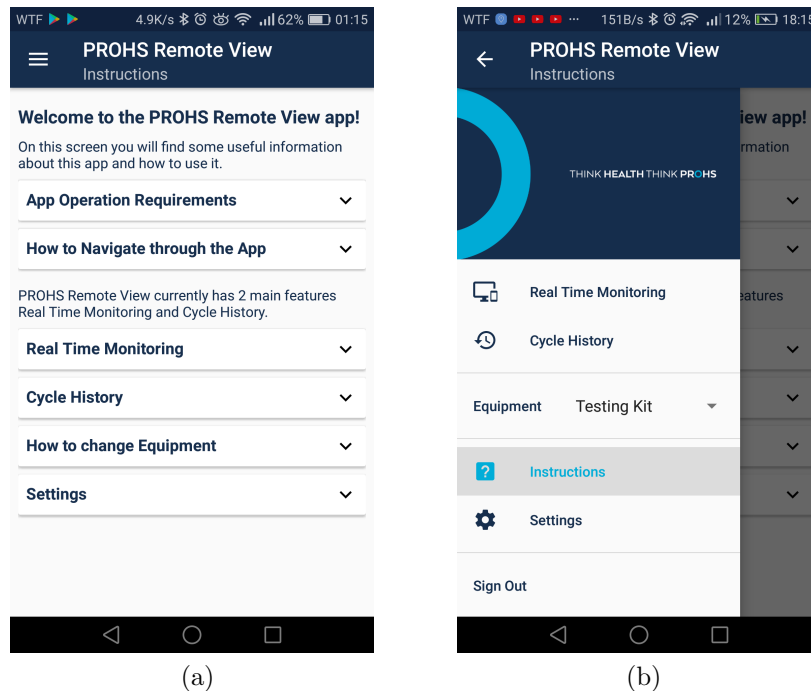 WTF 4.9K/s 62% 01:15
PROHS Remote View
Instructions
Welcome to the PROHS Remote View app!
On this screen you will find some useful information
about this app and how to use it.
App Operation Requirements
How to Navigate through the App
PROHS Remote View currently has 2 main features
Real Time Monitoring and Cycle History.
Real Time Monitoring
Cycle History
How to change Equipment
Settings
(a)
WTF ... 151B/s 12% 18:15
PROHS Remote View
Instructions
iew app!
rmation
THINK HEALTH THINK PROHS
eatures
Real Time Monitoring
Cycle History
Equipment Testing Kit
? Instructions
Settings
Sign Out
(b)